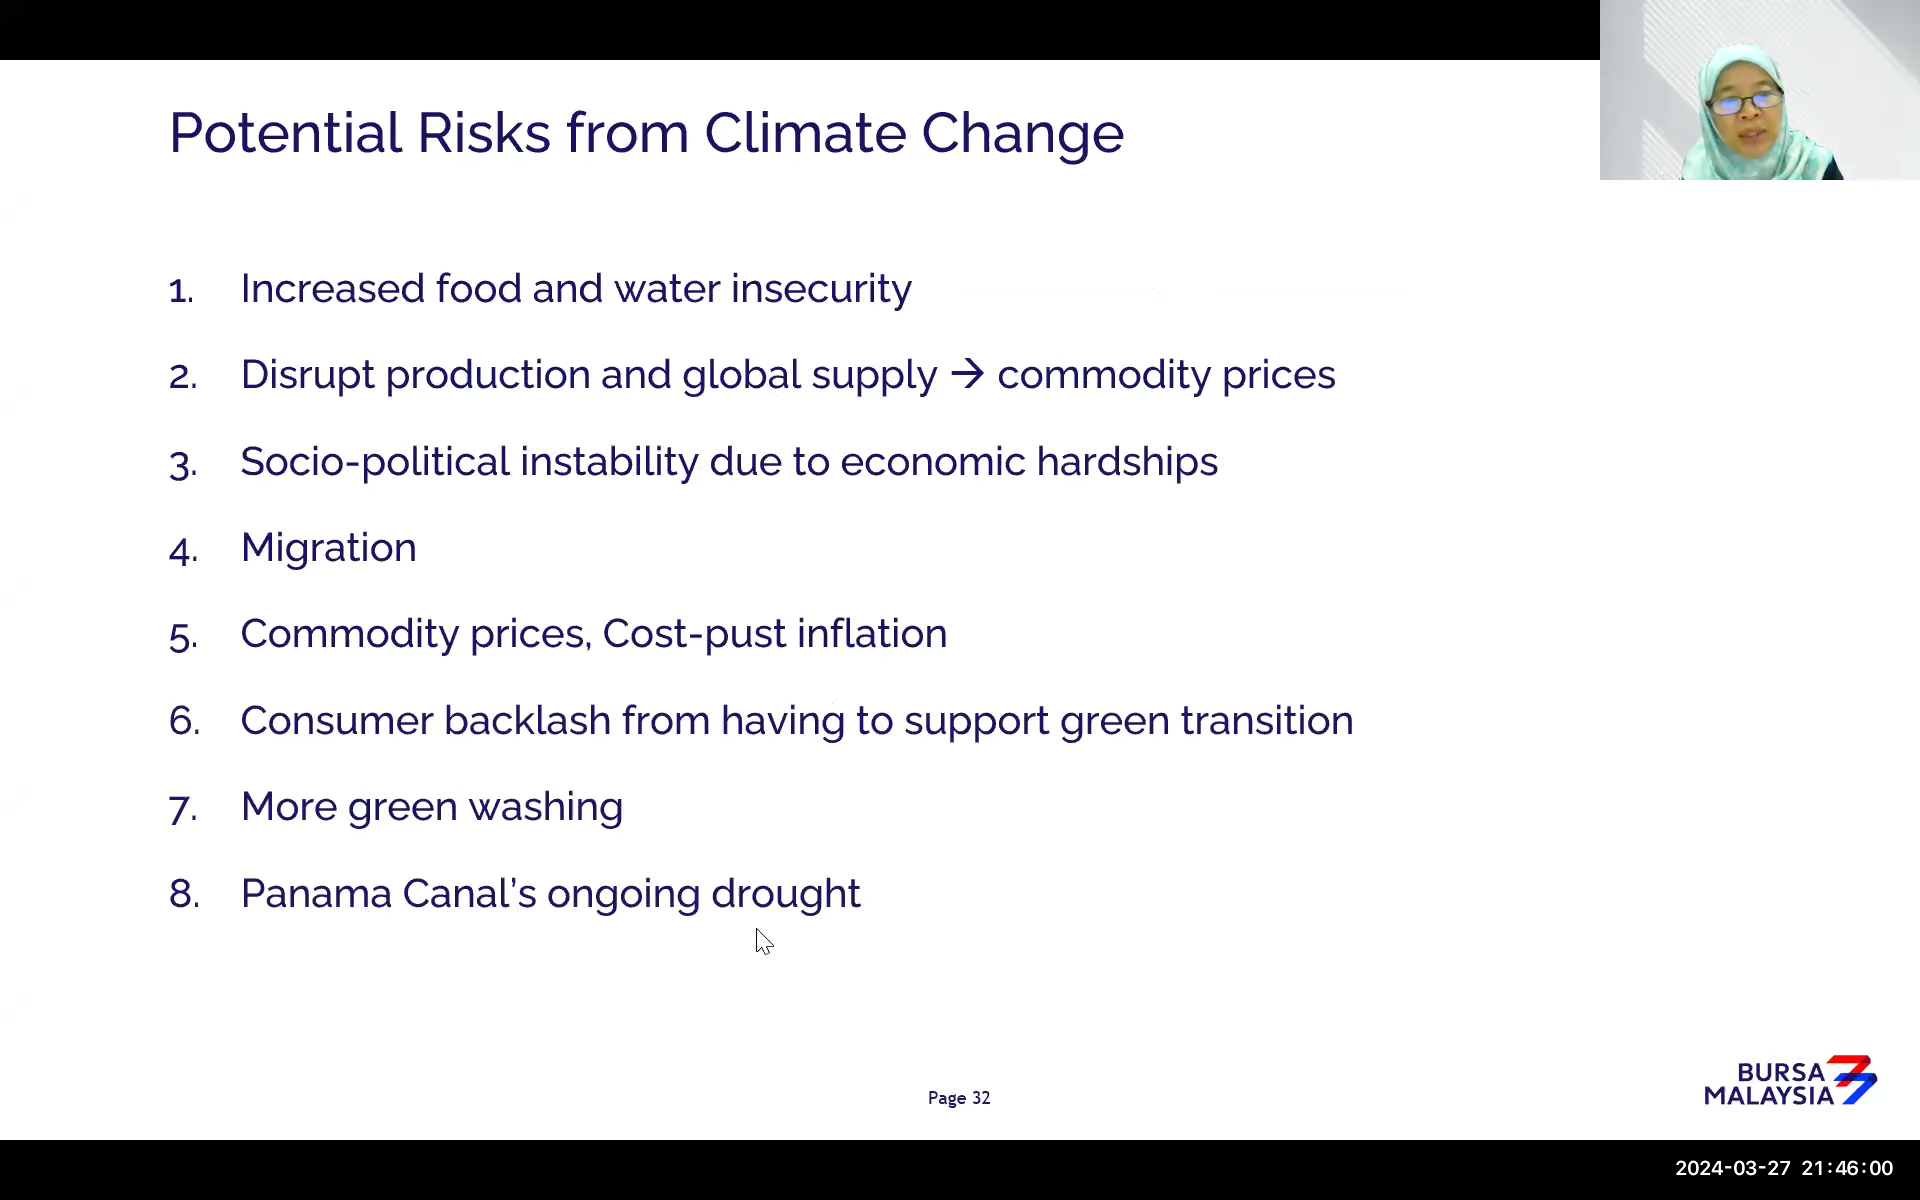 Potential Risks from Climate Change
1. Increased food and water insecurity
2. Disrupt production and global supply → commodity prices
3. Socio-political instability due to economic hardships
4. Migration
5. Commodity prices, Cost-pust inflation
6. Consumer backlash from having to support green transition
7. More green washing
8. Panama Canal’s ongoing drought
Page 32
BURSA
MALAYSIA
2024-03-27 21:46:00